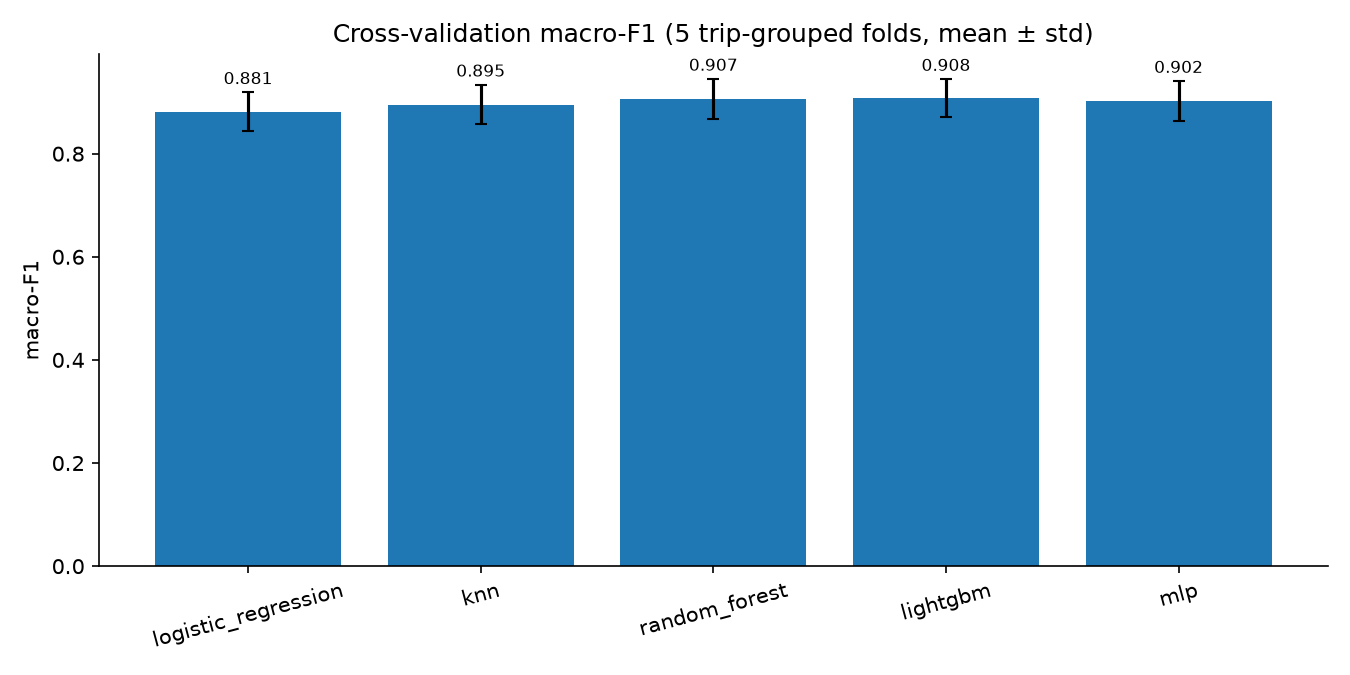 Cross-validation macro-F1 (5 trip-grouped folds, mean ± std)
0.881
0.895
0.907
0.908
0.902
macro-F1
0.8
0.6
0.4
0.2
0.0
logistic_regression
knn
random_forest
lightgbm
mlp